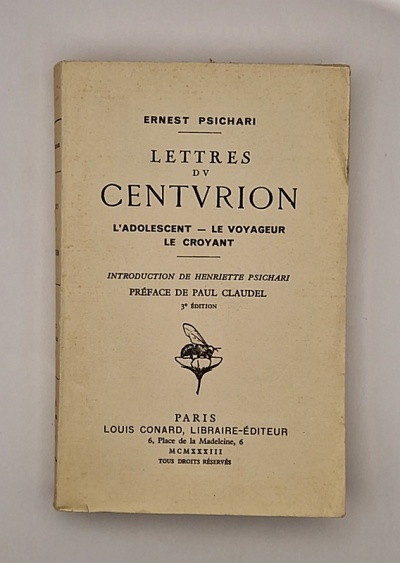 ERNEST PSICHARI
LETTRES
DV
CENTVRION
L'ADOLESCENT — LE VOYAGEUR
LE CROYANT
INTRODUCTION DE HENRIETTE PSICHARI
PRÉFACE DE PAUL CLAUDEL
3e ÉDITION
PARIS
LOUIS CONARD, LIBRAIRE-ÉDITEUR
6, Place de la Madeleine, 6
MCMXXXIII
TOUS DROITS RÉSERVÉS